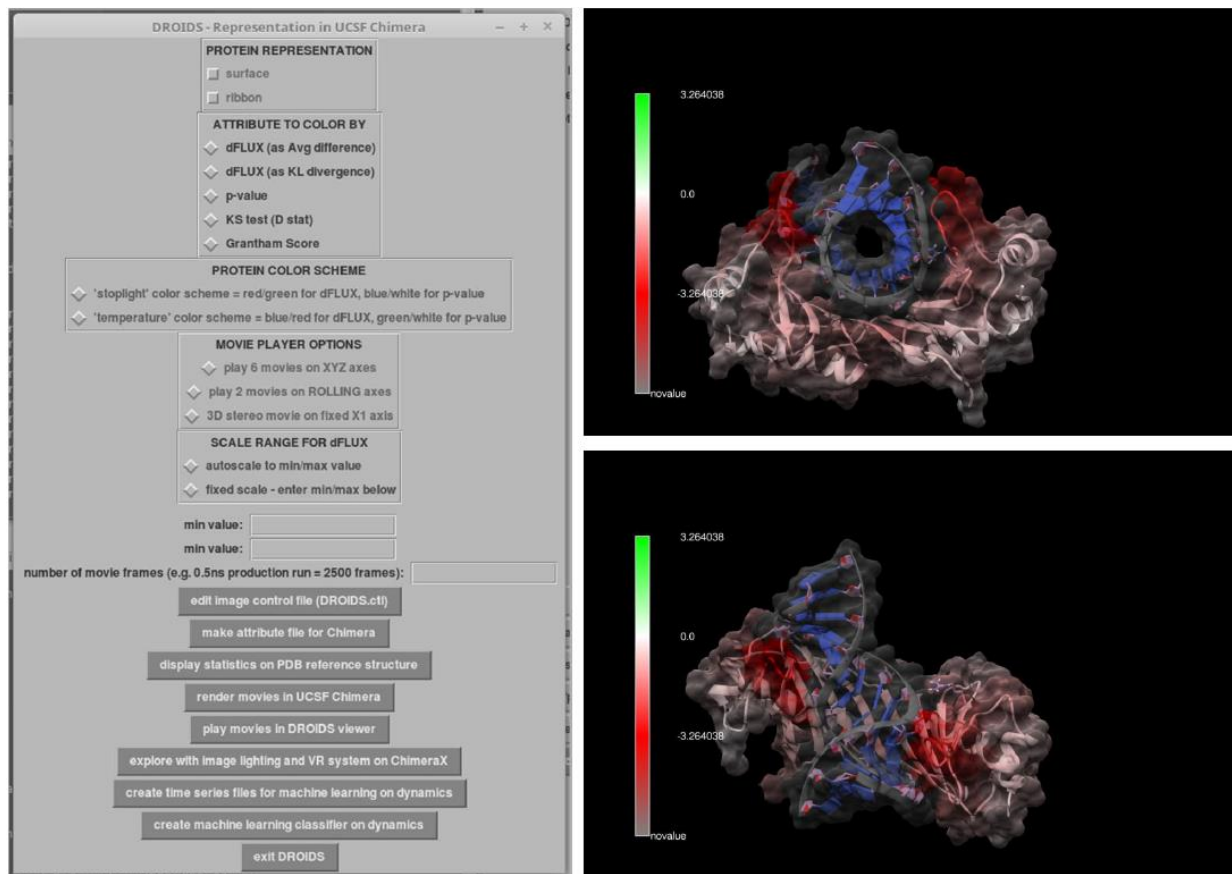 DROIDS - Representation in UCSF Chimera
PROTEIN REPRESENTATION
surface
ribbon
ATTRIBUTE TO COLOR BY
dFLUX (as Avg difference)
dFLUX (as KL divergence)
p-value
KS test (D stat)
Grantham Score
PROTEIN COLOR SCHEME
'stoplight' color scheme = red/green for dFLUX, blue/white for p-value
'temperature' color scheme = blue/red for dFLUX, green/white for p-value
MOVIE PLAYER OPTIONS
play 6 movies on XYZ axes
play 2 movies on ROLLING axes
3D stereo movie on fixed X1 axis
SCALE RANGE FOR dFLUX
autoscale to min/max value
fixed scale - enter min/max below
min value:
min value:
number of movie frames (e.g. 0.5ns production run = 2500 frames):
edit image control file (DROIDS.ctl)
make attribute file for Chimera
display statistics on PDB reference structure
render movies in UCSF Chimera
play movies in DROIDS viewer
explore with image lighting and VR system on ChimeraX
create time series files for machine learning on dynamics
create machine learning classifier on dynamics
exit DROIDS
3.264038
0.0
-3.264038
novalue
3.264038
0.0
-3.264038
novalue